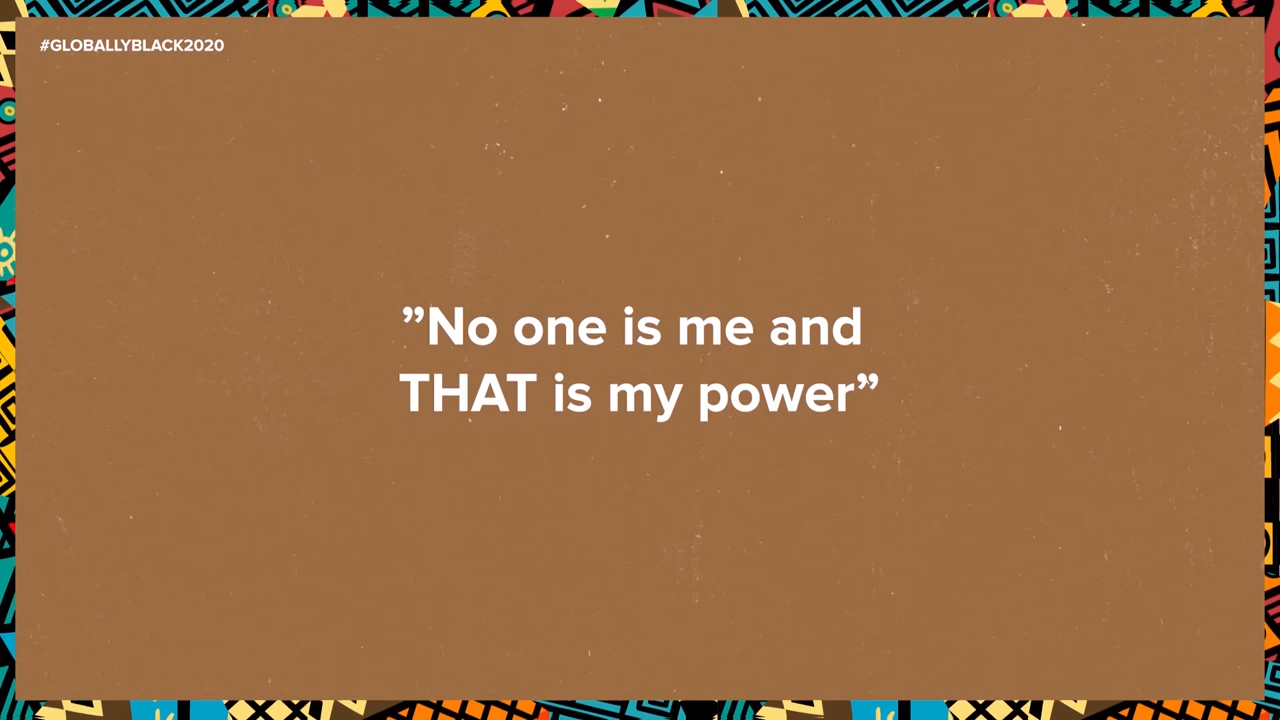 #GLOBALLYBLACK2020
”No one is me and
THAT is my power”